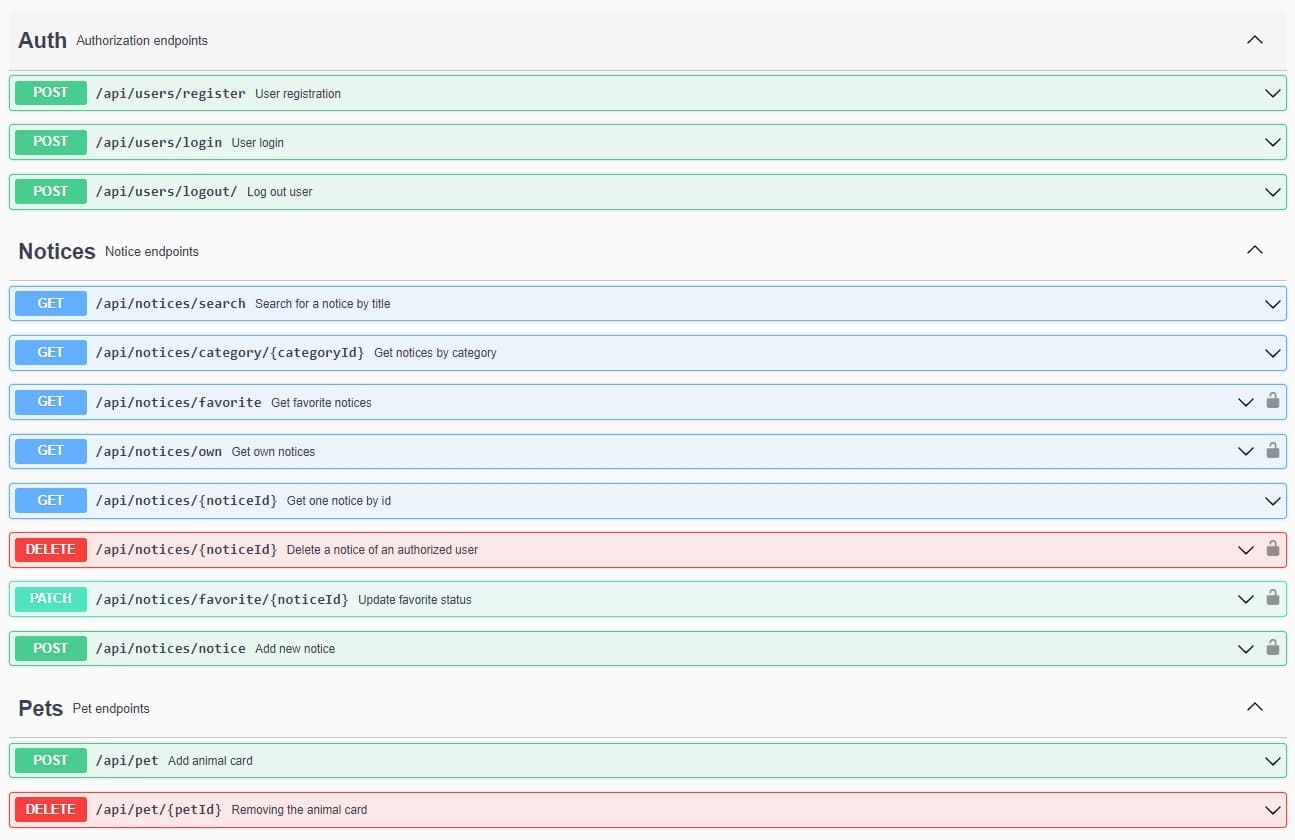 Auth Authorization endpoints
POST /api/users/register User registration
POST /api/users/login User login
POST /api/users/logout/ Log out user
Notices Notice endpoints
GET /api/notices/search Search for a notice by title
GET /api/notices/category/{categoryId} Get notices by category
GET /api/notices/favorite Get favorite notices
GET /api/notices/own Get own notices
GET /api/notices/{noticeId} Get one notice by id
DELETE /api/notices/{noticeId} Delete a notice of an authorized user
PATCH /api/notices/favorite/{noticeId} Update favorite status
POST /api/notices/notice Add new notice
Pets Pet endpoints
POST /api/pet Add animal card
DELETE /api/pet/{petId} Removing the animal card